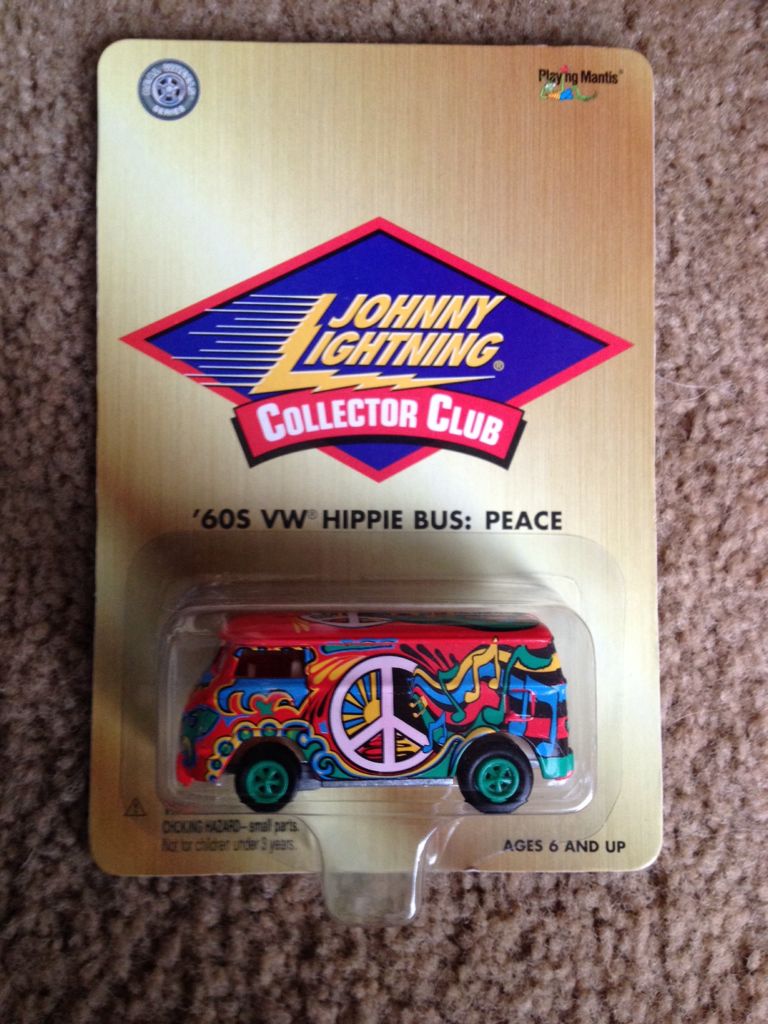 Playing Mantis®
JOHNNY
LIGHTNING®
COLLECTOR CLUB
'60S VW® HIPPIE BUS: PEACE
CHOKING HAZARD– small parts.
Not for children under 3 years.
AGES 6 AND UP